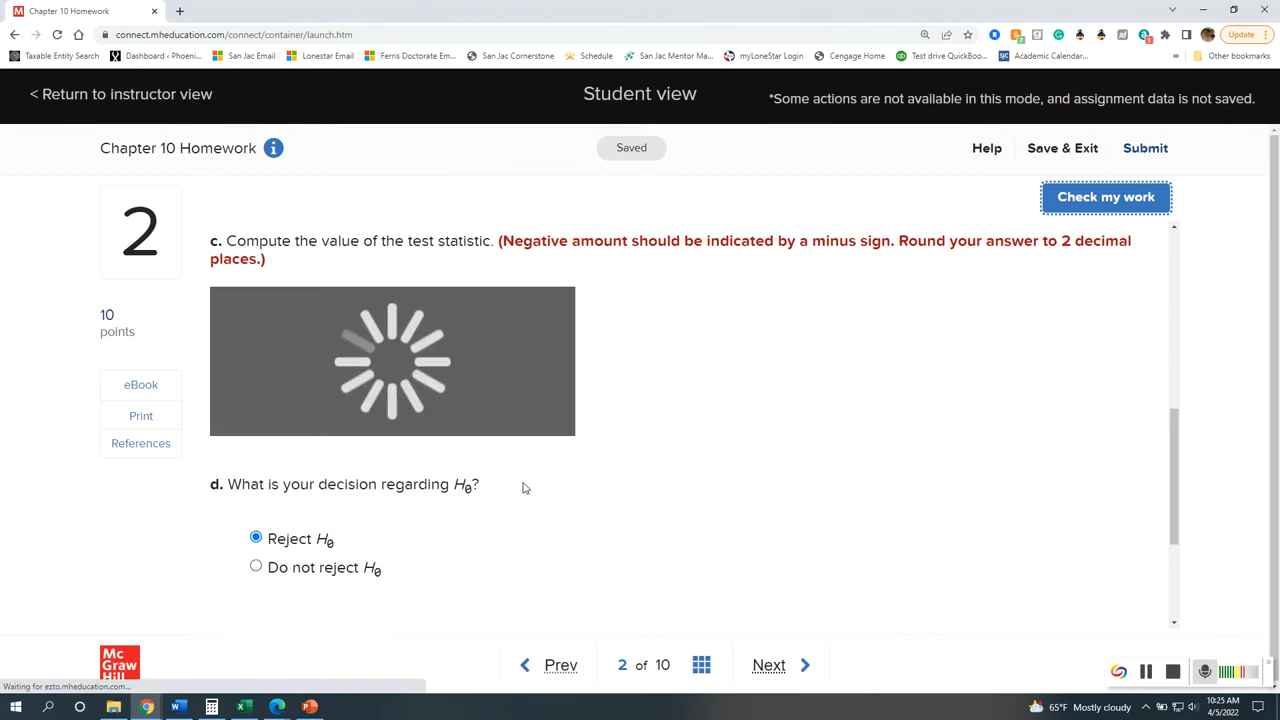 Chapter 10 Homework
connect.mheducation.com/connect/container/launch.htm
Update
Taxable Entity Search
Dashboard ‹ Phoeni...
San Jac Email
Lonestar Email
Ferris Doctorate Em...
San Jac Cornerstone
Schedule
San Jac Mentor Ma...
myLoneStar Login
Cengage Home
Test drive QuickBoo...
Academic Calendar...
»
Other bookmarks
< Return to instructor view
Student view
*Some actions are not available in this mode, and assignment data is not saved.
Chapter 10 Homework
Saved
Help
Save & Exit
Submit
Check my work
2
10
points
eBook
Print
References
c. Compute the value of the test statistic. (Negative amount should be indicated by a minus sign. Round your answer to 2 decimal
places.)
d. What is your decision regarding H0?
Reject H0
Do not reject H0
Mc
Graw
Hill
Prev
2 of 10
Next
Waiting for ezto.mheducation.com...
65°F Mostly cloudy
10:25 AM
4/5/2022